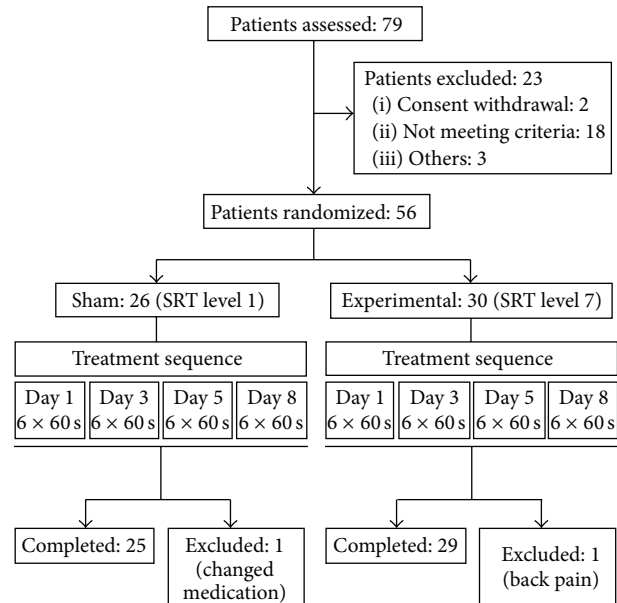 Patients assessed: 79
Patients excluded: 23
(i) Consent withdrawal: 2
(ii) Not meeting criteria: 18
(iii) Others: 3
Patients randomized: 56
Sham: 26 (SRT level 1)
Experimental: 30 (SRT level 7)
Treatment sequence
Treatment sequence
Day 1
6 × 60 s
Day 3
6 × 60 s
Day 5
6 × 60 s
Day 8
6 × 60 s
Day 1
6 × 60 s
Day 3
6 × 60 s
Day 5
6 × 60 s
Day 8
6 × 60 s
Completed: 25
Excluded: 1
(changed
medication)
Completed: 29
Excluded: 1
(back pain)